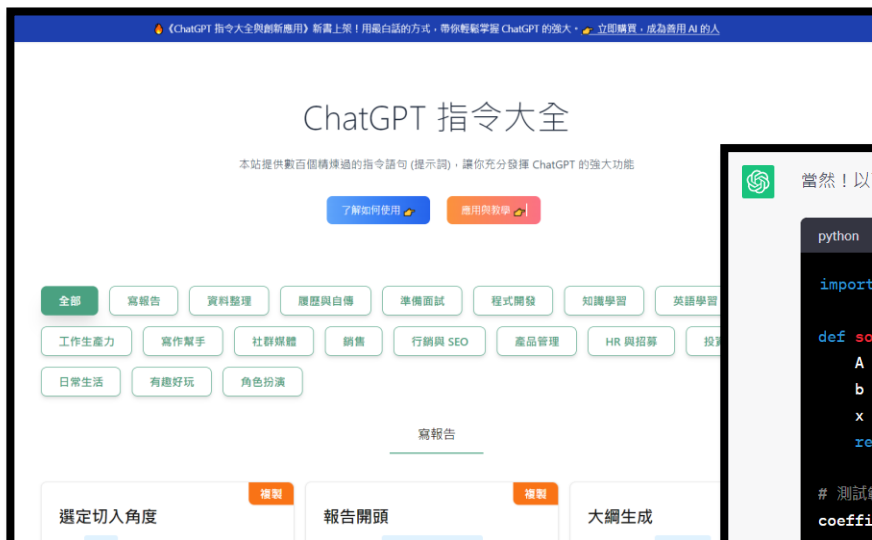 《ChatGPT 指令大全與創新應用》新書上架！用最白話的方式，帶你輕鬆掌握 ChatGPT 的強大。 立即購買，成為善用 AI 的人
ChatGPT 指令大全
本站提供數百個精煉過的指令語句 (提示詞)，讓你充分發揮 ChatGPT 的強大功能
了解如何使用
應用與教學
全部 寫報告 資料整理 履歷與自傳 準備面試 程式開發 知識學習 英語學習
工作生產力 寫作幫手 社群媒體 銷售 行銷與 SEO 產品管理 HR 與招募
日常生活 有趣好玩 角色扮演
寫報告
複製
選定切入角度
複製
報告開頭
大綱生成
當然！以
python
import
def so
A
b
x
re
# 測試
coeffi